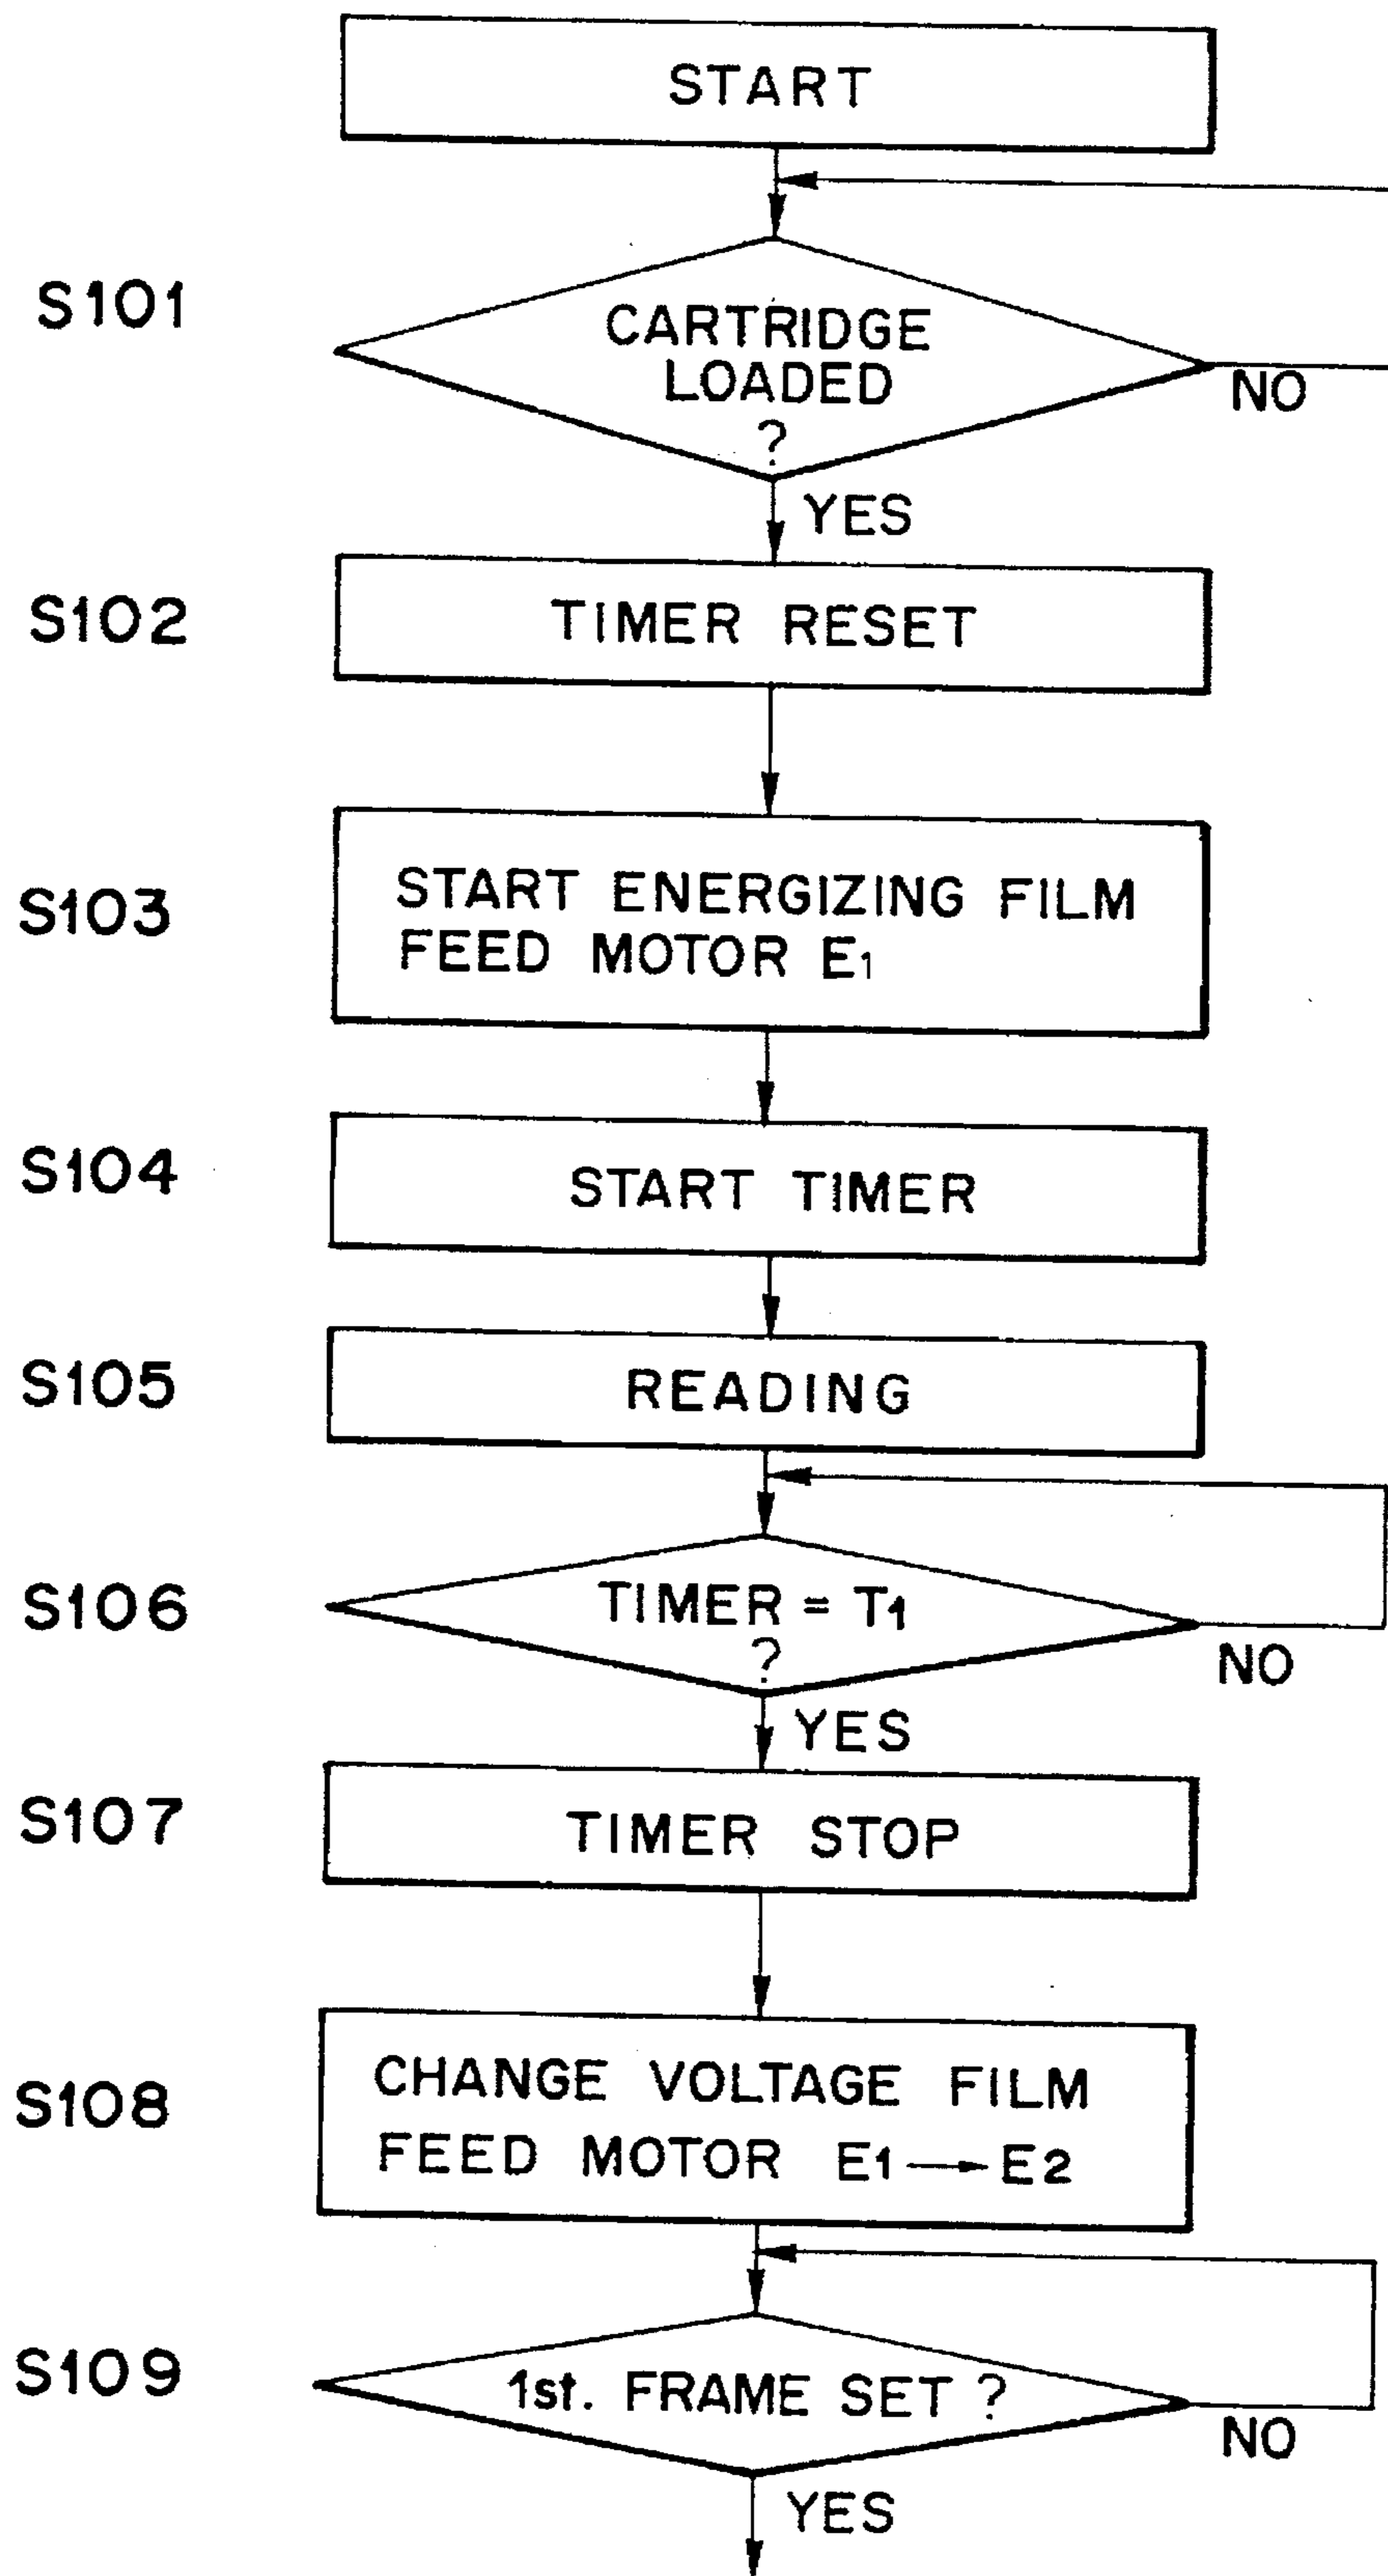 START
S101
CARTRIDGE
LOADED
?
NO
YES
S102
TIMER RESET
S103
START ENERGIZING FILM
FEED MOTOR E1
S104
START TIMER
S105
READING
S106
TIMER = T1
?
NO
YES
S107
TIMER STOP
S108
CHANGE VOLTAGE FILM
FEED MOTOR E1 → E2
S109
1st. FRAME SET ?
NO
YES